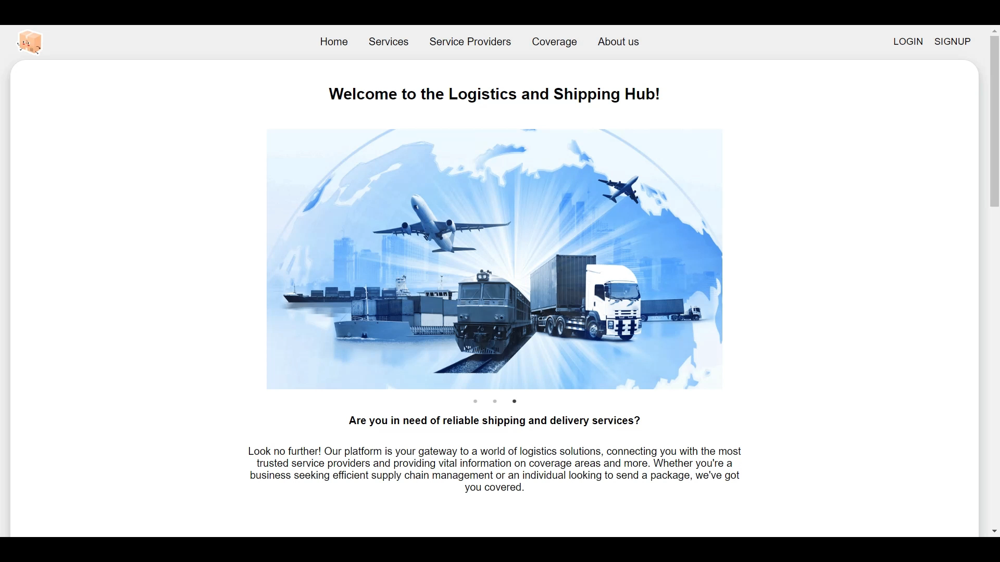 Home Services Service Providers Coverage About us LOGIN SIGNUP
Welcome to the Logistics and Shipping Hub!
Are you in need of reliable shipping and delivery services?
Look no further! Our platform is your gateway to a world of logistics solutions, connecting you with the most
trusted service providers and providing vital information on coverage areas and more. Whether you're a
business seeking efficient supply chain management or an individual looking to send a package, we've got
you covered.